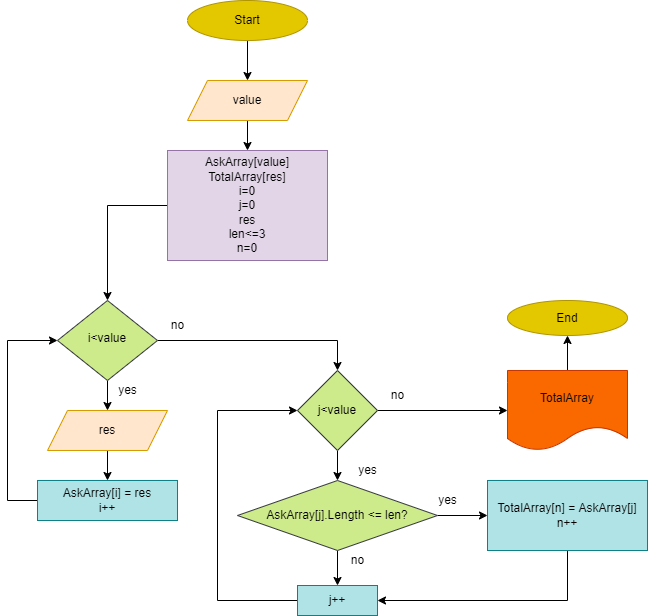 Start
value
AskArray[value]
TotalArray[res]
i=0
j=0
res
len<=3
n=0
i<value
no
yes
res
AskArray[i] = res
i++
j<value
no
yes
AskArray[j].Length <= len?
yes
no
TotalArray[n] = AskArray[j]
n++
j++
TotalArray
End